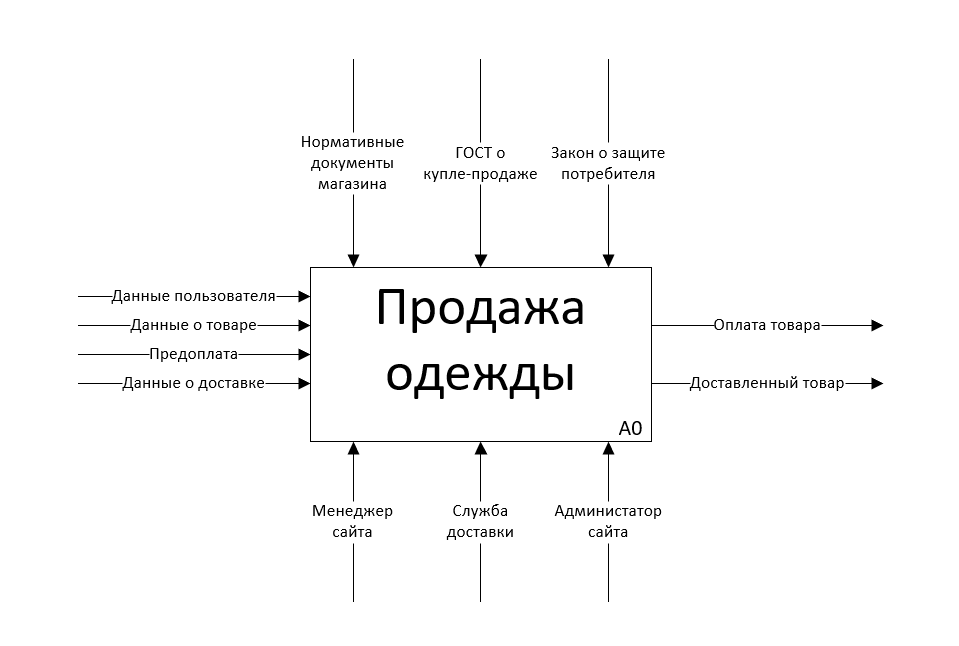 Нормативные
документы
магазина
ГОСТ о
купле-продаже
Закон о защите
потребителя
Данные пользователя
Данные о товаре
Предоплата
Данные о доставке
Продажа
одежды
A0
Оплата товара
Доставленный товар
Менеджер
сайта
Служба
доставки
Администатор
сайта